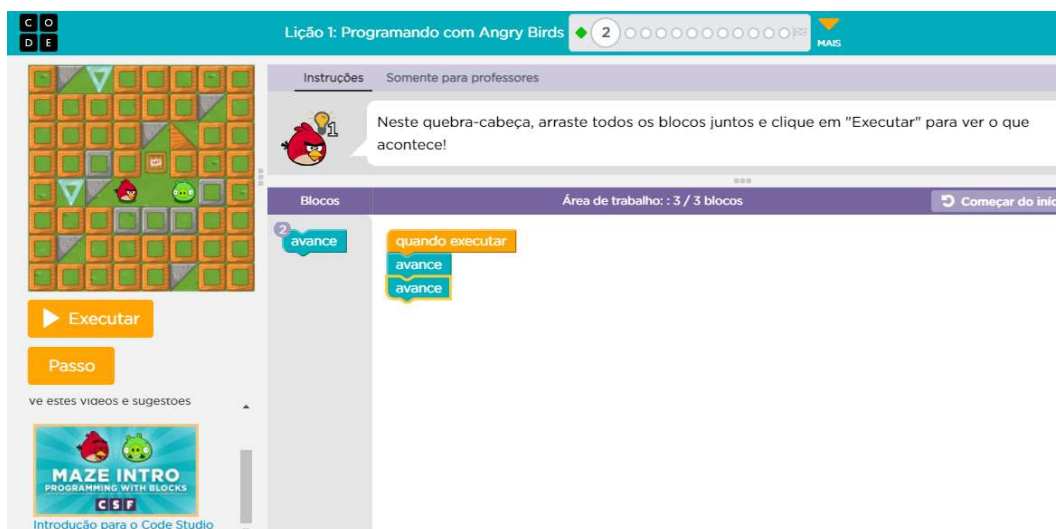 C O
D E
Lição 1: Programando com Angry Birds
2
MAIS
Instruções
Somente para professores
1
Neste quebra-cabeça, arraste todos os blocos juntos e clique em "Executar" para ver o que
acontece!
Blocos
Área de trabalho: : 3 / 3 blocos
Começar do iníc
2
avance
quando executar
avance
avance
Executar
Passo
ve estes vídeos e sugestões
MAZE INTRO
PROGRAMMING WITH BLOCKS
CSF
Introdução para o Code Studio